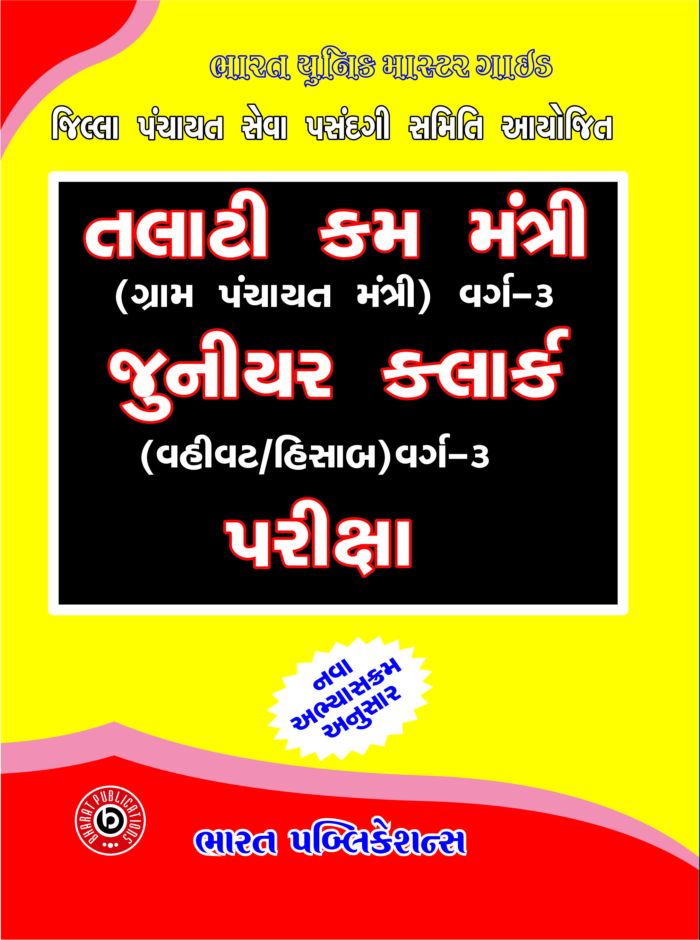 ભારત યુનિક માસ્ટર ગાઇડ
જિલ્લા પંચાયત સેવા પસંદગી સમિતિ આયોજિત
તલાટી કમ મંત્રી
(ગ્રામ પંચાયત મંત્રી) વર્ગ-૩
જુનીયર ક્લાર્ક
(વહીવટ/હિસાબ) વર્ગ-૩
પરીક્ષા
નવા
અભ્યાસક્રમ
અનુસાર
BHARAT PUBLICATIONS
ભારત પબ્લિકેશન્સ